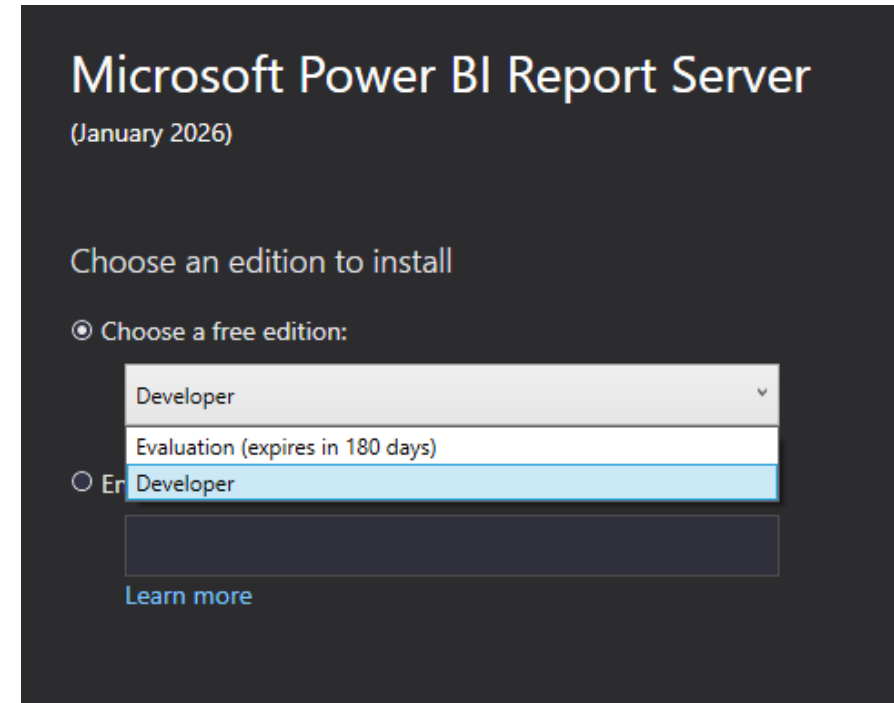 Microsoft Power BI Report Server
(January 2026)
Choose an edition to install
Choose a free edition:
Developer
Evaluation (expires in 180 days)
Developer
Learn more